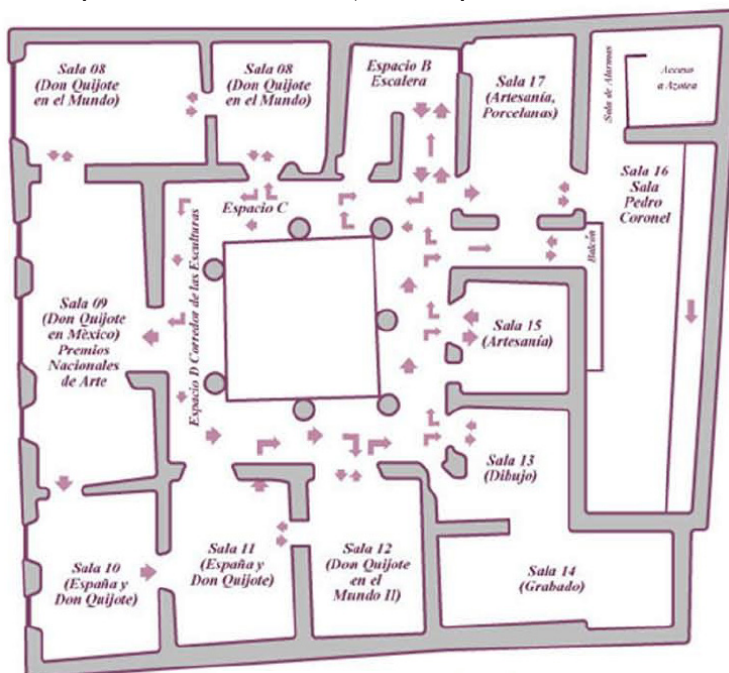 Sala 08
(Don Quijote
en el Mundo)
Sala 08
(Don Quijote
en el Mundo)
Espacio B
Escalera
Sala 17
(Artesanía,
Porcelanas)
Sala de Alarmas
Acceso
a Azotea
Sala 16
Sala
Pedro
Coronel
Espacio C
Espacio D Corredor de las Esculturas
Balcón
Sala 09
(Don Quijote
en Mèxico)
Premios
Nacionales
de Arte
Sala 15
(Artesanía)
Sala 13
(Dibujo)
Sala 10
(España y
Don Quijote)
Sala 11
(España y
Don Quijote)
Sala 12
(Don Quijote
en el
Mundo II)
Sala 14
(Grabado)